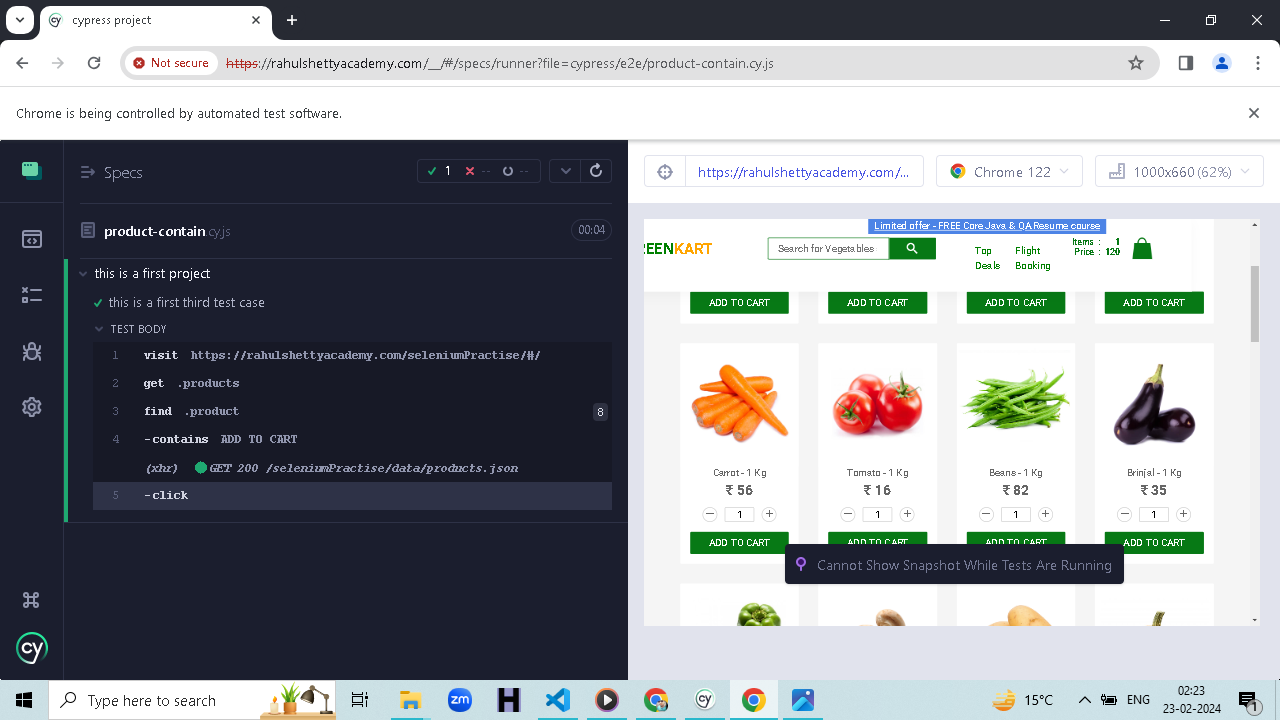 cypress project
Not secure
https://rahulshettyacademy.com/__/#/specs/runner?file=cypress/e2e/product-contain.cy.js
Chrome is being controlled by automated test software.
Specs
1 -- --
product-contain.cy.js
00:04
this is a first project
this is a first third test case
TEST BODY
1 visit https://rahulshettyacademy.com/seleniumPractise/#/
2 get .products
3 find .product 8
4 -contains ADD TO CART
(xhr) GET 200 /seleniumPractise/data/products.json
5 -click
https://rahulshettyacademy.com/...
Chrome 122
1000x660 (62%)
Limited offer - FREE Core Java & QA Resume course
REENKART
Search for Vegetables
Top Deals
Flight Booking
Items : 1
Price : 120
ADD TO CART ADD TO CART ADD TO CART ADD TO CART
Carrot - 1 Kg Tomato - 1 Kg Beans - 1 Kg Brinjal - 1 Kg
₹ 56 ₹ 16 ₹ 82 ₹ 35
– 1 + – 1 + – 1 + – 1 +
ADD TO CART ADD TO CART ADD TO CART ADD TO CART
Cannot Show Snapshot While Tests Are Running
cy
Type here to search
zm
H
cy
15°C
ENG
02:23
23-02-2024
1